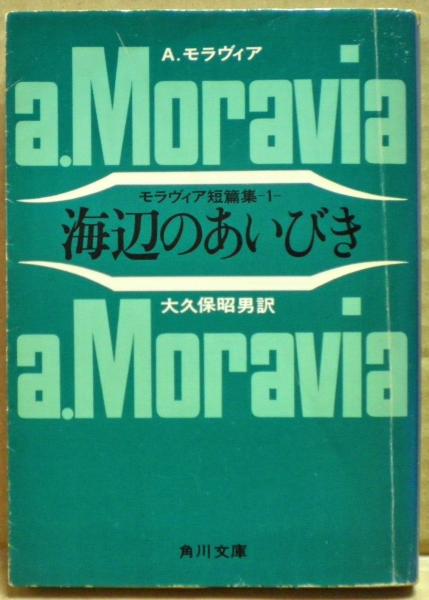 A.モラヴィア
a.Moravia
モラヴィア短篇集-1-
海辺のあいびき
大久保昭男訳
a.Moravia
角川文庫